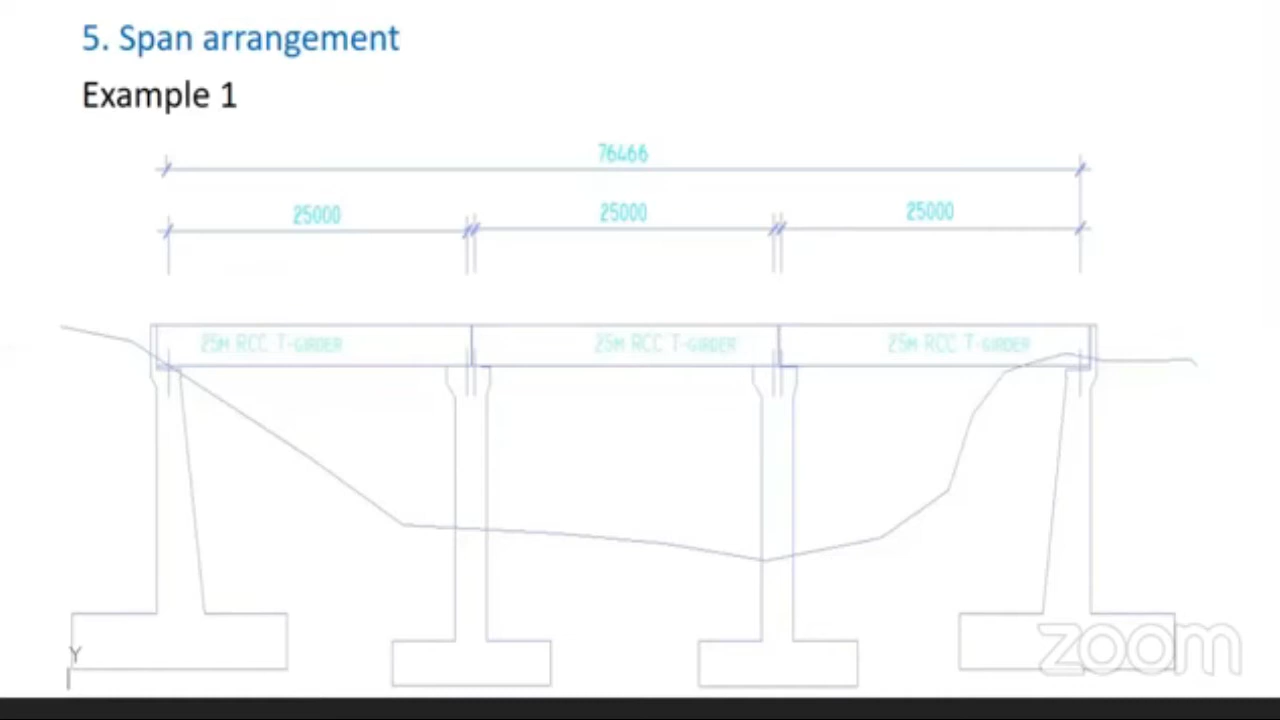 5. Span arrangement
Example 1
76466
25000 25000 25000
25M RCC T-GIRDER 25M RCC T-GIRDER 25M RCC T-GIRDER
Y
zoom